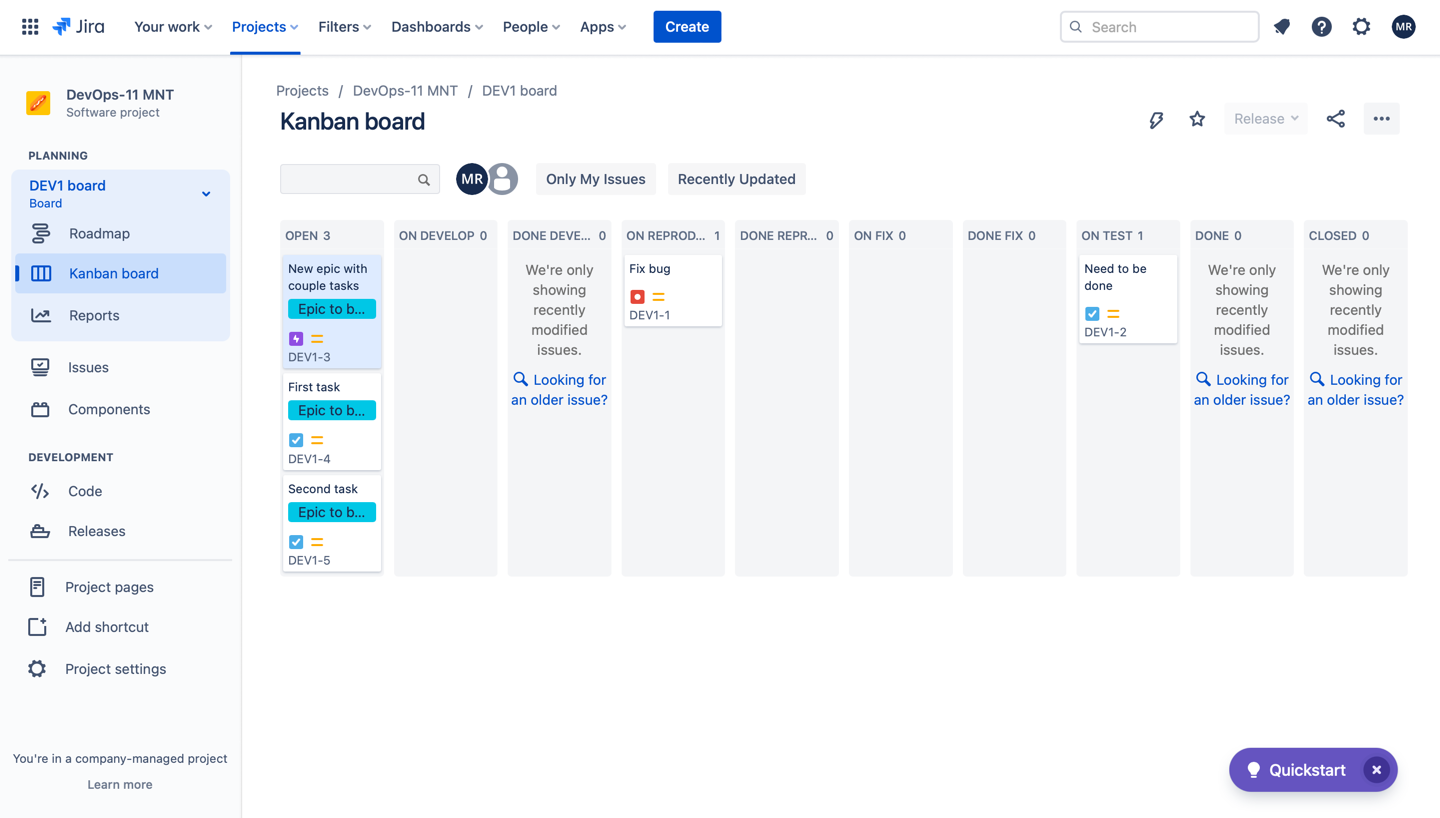 Jira
Your work
Projects
Filters
Dashboards
People
Apps
Create
Search
MR
DevOps-11 MNT
Software project
PLANNING
DEV1 board
Board
Roadmap
Kanban board
Reports
Issues
Components
DEVELOPMENT
Code
Releases
Project pages
Add shortcut
Project settings
You're in a company-managed project
Learn more
Projects / DevOps-11 MNT / DEV1 board
Kanban board
Release
MR
Only My Issues
Recently Updated
OPEN 3
New epic with
couple tasks
Epic to b...
DEV1-3
First task
Epic to b...
DEV1-4
Second task
Epic to b...
DEV1-5
ON DEVELOP 0
DONE DEVE... 0
We're only
showing
recently
modified
issues.
Looking for
an older issue?
ON REPROD... 1
Fix bug
DEV1-1
DONE REPR... 0
ON FIX 0
DONE FIX 0
ON TEST 1
Need to be
done
DEV1-2
DONE 0
We're only
showing
recently
modified
issues.
Looking for
an older issue?
CLOSED 0
We're only
showing
recently
modified
issues.
Looking for
an older issue?
Quickstart